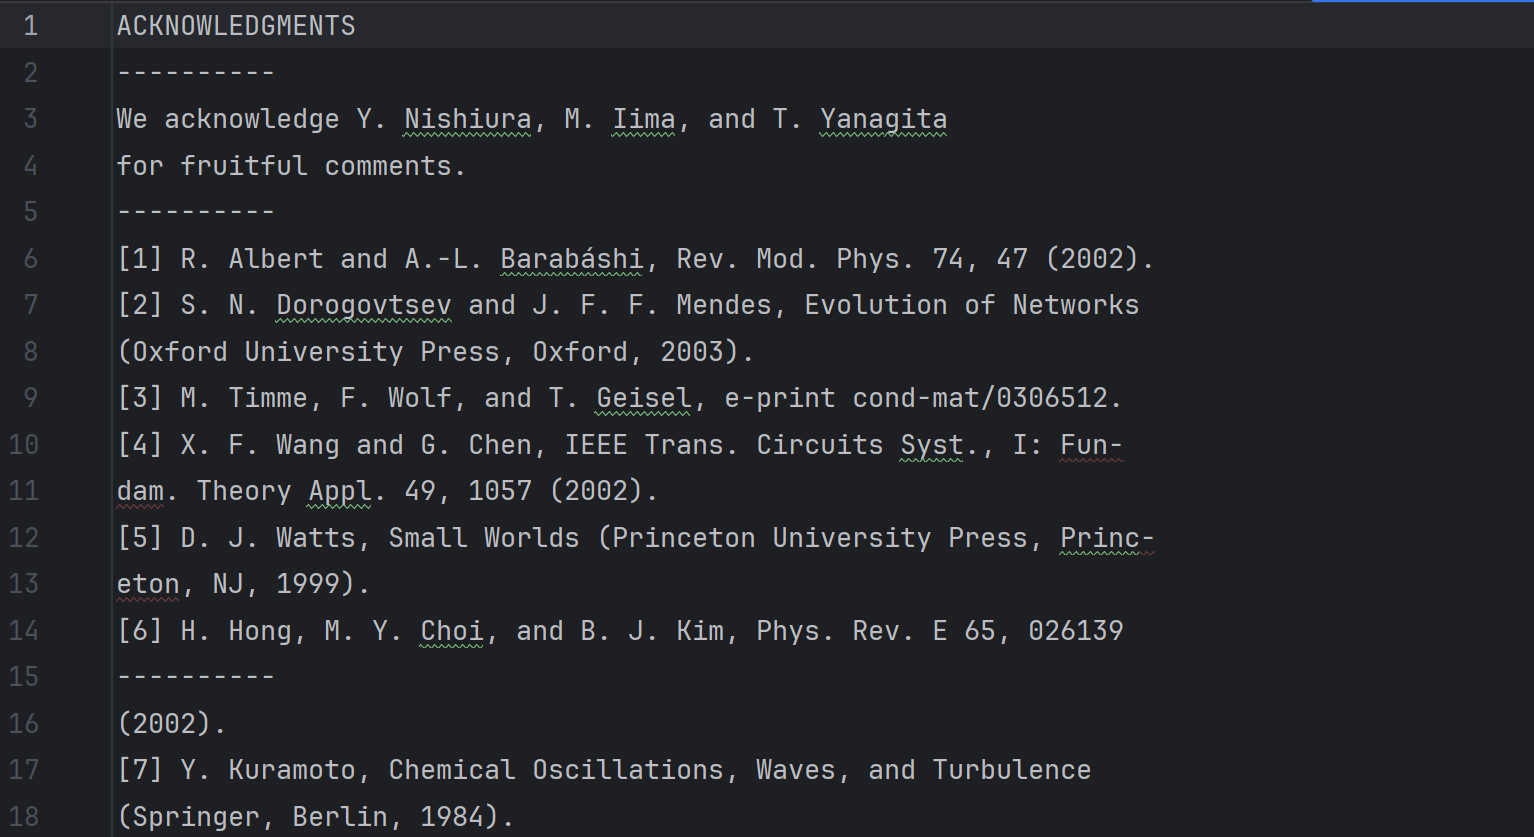 1 ACKNOWLEDGMENTS
2 ----------
3 We acknowledge Y. Nishiura, M. Iima, and T. Yanagita
4 for fruitful comments.
5 ----------
6 [1] R. Albert and A.-L. Barabáshi, Rev. Mod. Phys. 74, 47 (2002).
7 [2] S. N. Dorogovtsev and J. F. F. Mendes, Evolution of Networks
8 (Oxford University Press, Oxford, 2003).
9 [3] M. Timme, F. Wolf, and T. Geisel, e-print cond-mat/0306512.
10 [4] X. F. Wang and G. Chen, IEEE Trans. Circuits Syst., I: Fun-
11 dam. Theory Appl. 49, 1057 (2002).
12 [5] D. J. Watts, Small Worlds (Princeton University Press, Princ-
13 eton, NJ, 1999).
14 [6] H. Hong, M. Y. Choi, and B. J. Kim, Phys. Rev. E 65, 026139
15 ----------
16 (2002).
17 [7] Y. Kuramoto, Chemical Oscillations, Waves, and Turbulence
18 (Springer, Berlin, 1984).